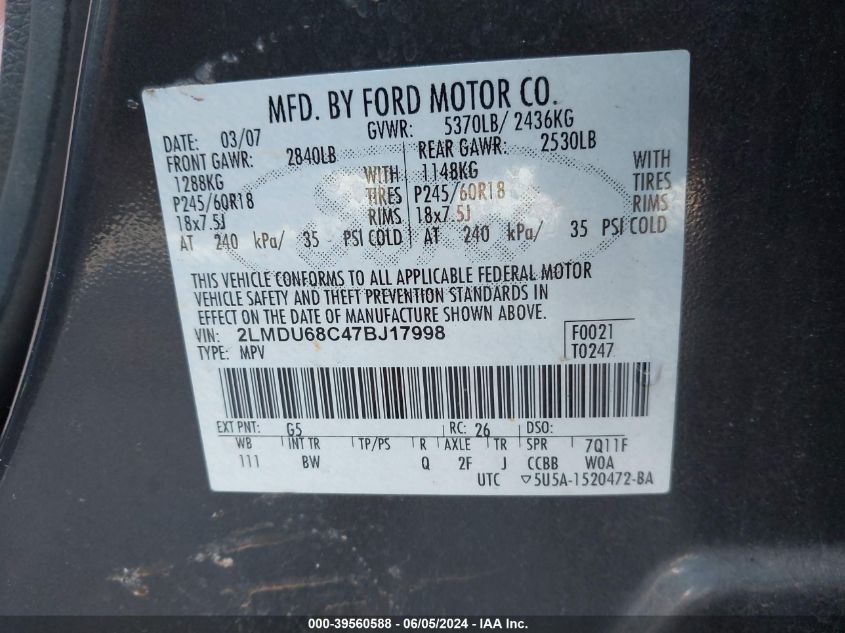 MFD. BY FORD MOTOR CO.
DATE: 03/07 GVWR: 5370LB/ 2436KG
FRONT GAWR: 2840LB REAR GAWR: 2530LB
1288KG WITH 1148KG WITH
P245/60R18 TIRES P245/60R18 TIRES
18x7.5J RIMS 18x7.5J RIMS
AT 240 kPa/ 35 PSI COLD AT 240 kPa/ 35 PSI COLD
THIS VEHICLE CONFORMS TO ALL APPLICABLE FEDERAL MOTOR
VEHICLE SAFETY AND THEFT PREVENTION STANDARDS IN
EFFECT ON THE DATE OF MANUFACTURE SHOWN ABOVE.
VIN: 2LMDU68C47BJ17998 F0021
TYPE: MPV T0247
EXT PNT: G5 RC: 26 DSO:
WB INT TR TP/PS R AXLE TR SPR 7Q11F
111 BW Q 2F J CCBB WOA
UTC ▽5U5A-1520472-BA
000-39560588 - 06/05/2024 - IAAI.com